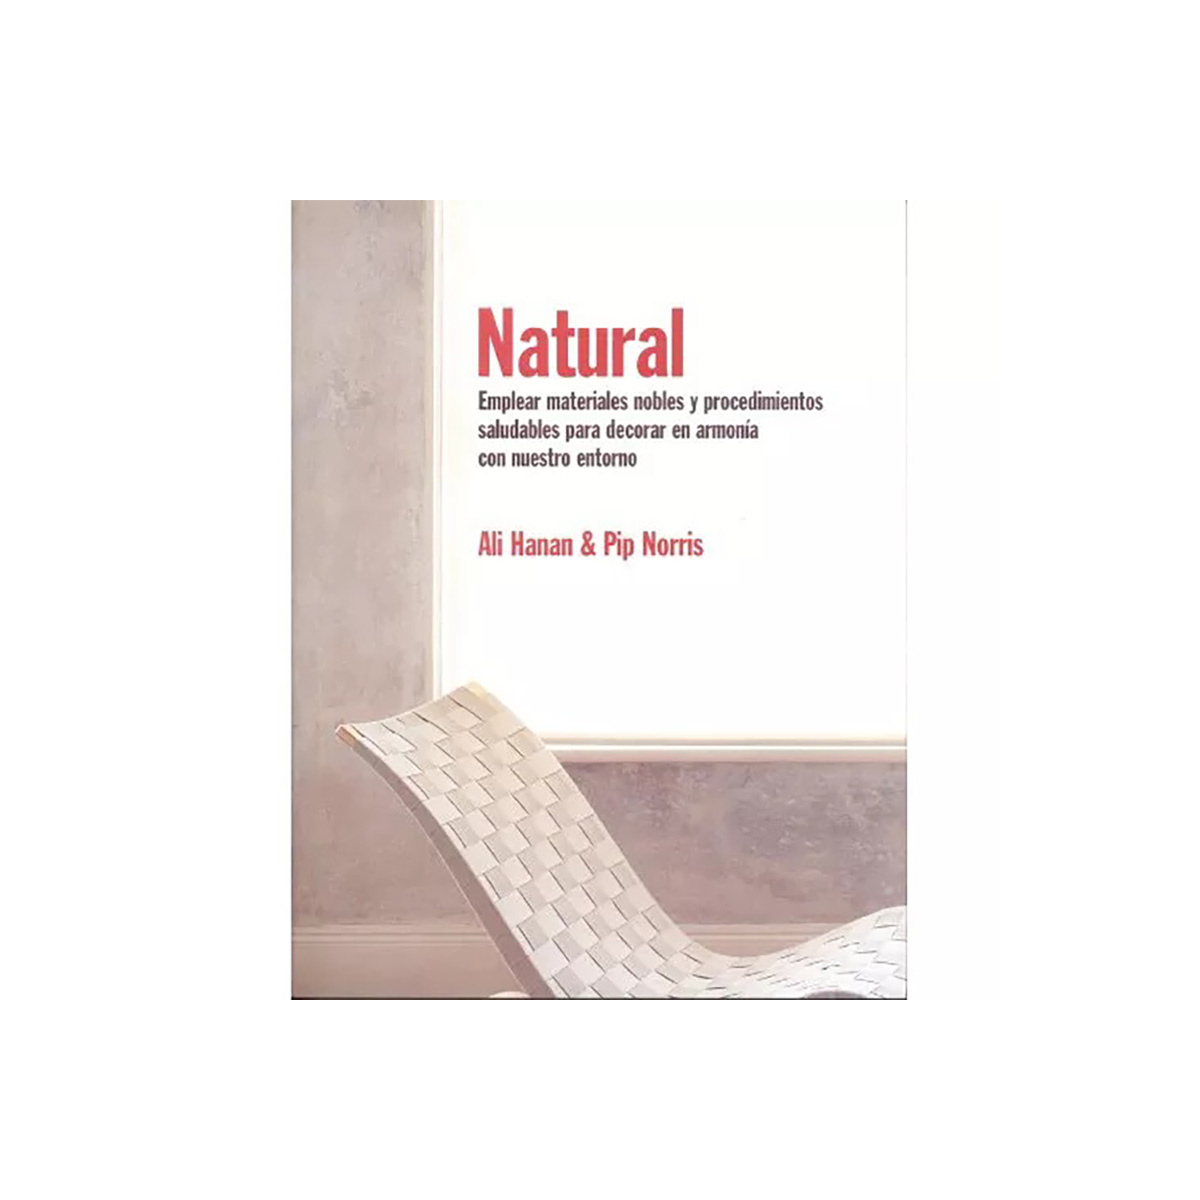 Natural
Emplear materiales nobles y procedimientos
saludables para decorar en armonía
con nuestro entorno
Ali Hanan & Pip Norris